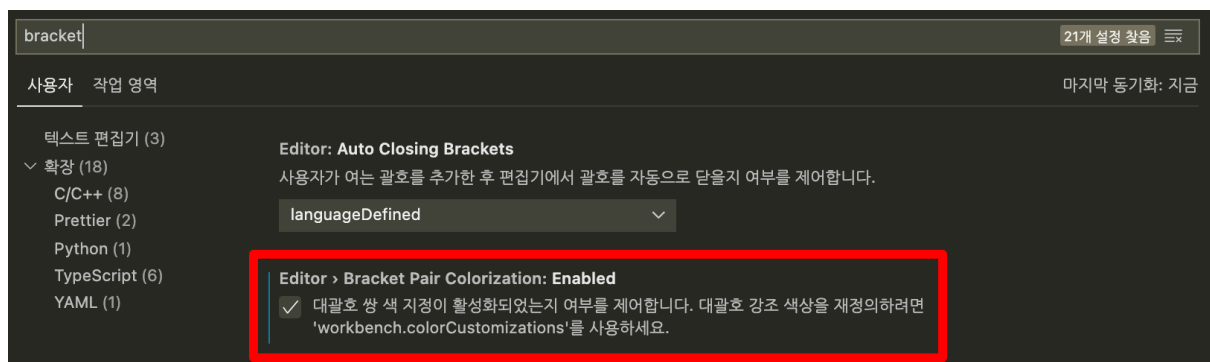 bracket
21개 설정 찾음
사용자 작업 영역
마지막 동기화: 지금
텍스트 편집기 (3)
확장 (18)
C/C++ (8)
Prettier (2)
Python (1)
TypeScript (6)
YAML (1)
Editor: Auto Closing Brackets
사용자가 여는 괄호를 추가한 후 편집기에서 괄호를 자동으로 닫을지 여부를 제어합니다.
languageDefined
Editor › Bracket Pair Colorization: Enabled
대괄호 쌍 색 지정이 활성화되었는지 여부를 제어합니다. 대괄호 강조 색상을 재정의하려면
'workbench.colorCustomizations'를 사용하세요.